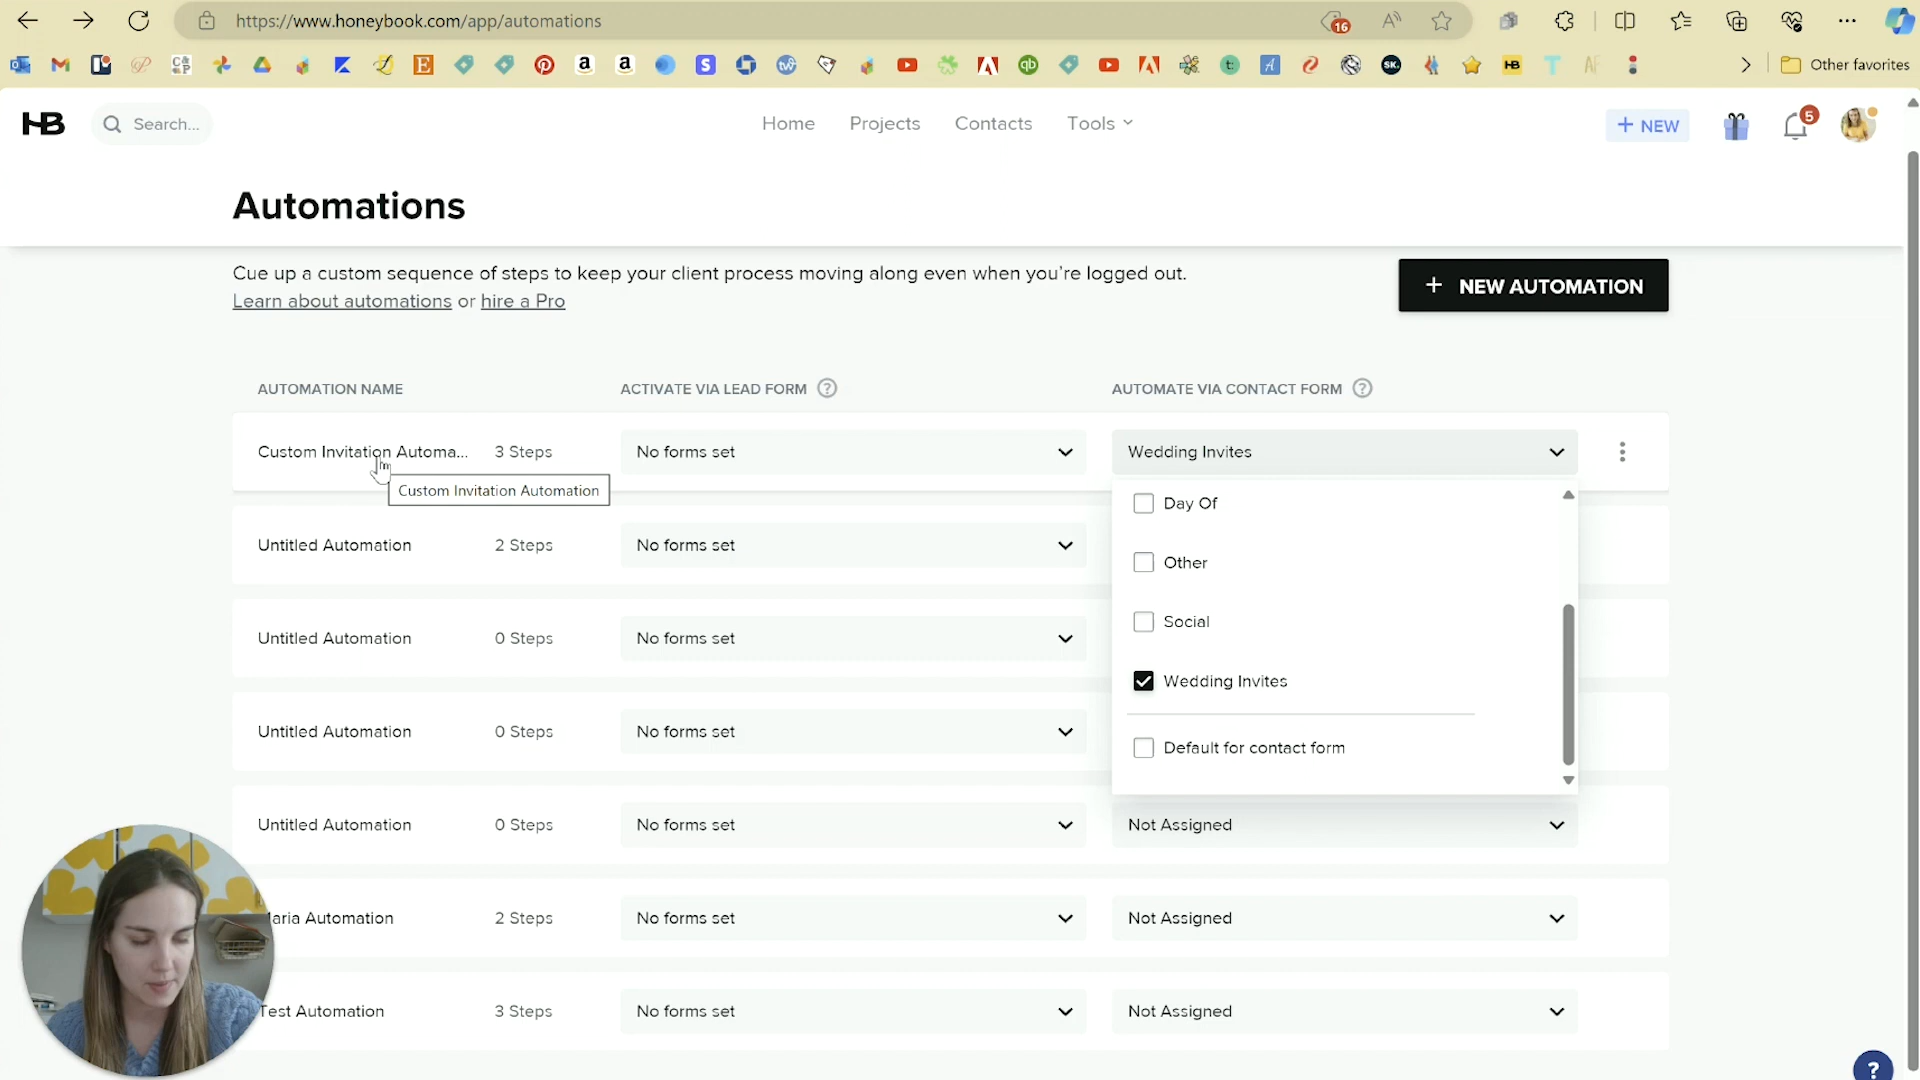 https://www.honeybook.com/app/automations
16
Other favorites
HB
Search...
Home
Projects
Contacts
Tools
+ NEW
5
Automations
Cue up a custom sequence of steps to keep your client process moving along even when you're logged out.
Learn about automations or hire a Pro
+ NEW AUTOMATION
AUTOMATION NAME
ACTIVATE VIA LEAD FORM ?
AUTOMATE VIA CONTACT FORM ?
Custom Invitation Automa...
3 Steps
No forms set
Wedding Invites
Custom Invitation Automation
Day Of
Other
Social
Wedding Invites
Default for contact form
Untitled Automation
2 Steps
No forms set
Untitled Automation
0 Steps
No forms set
Untitled Automation
0 Steps
No forms set
Untitled Automation
0 Steps
No forms set
Not Assigned
aria Automation
2 Steps
No forms set
Not Assigned
Test Automation
3 Steps
No forms set
Not Assigned
?